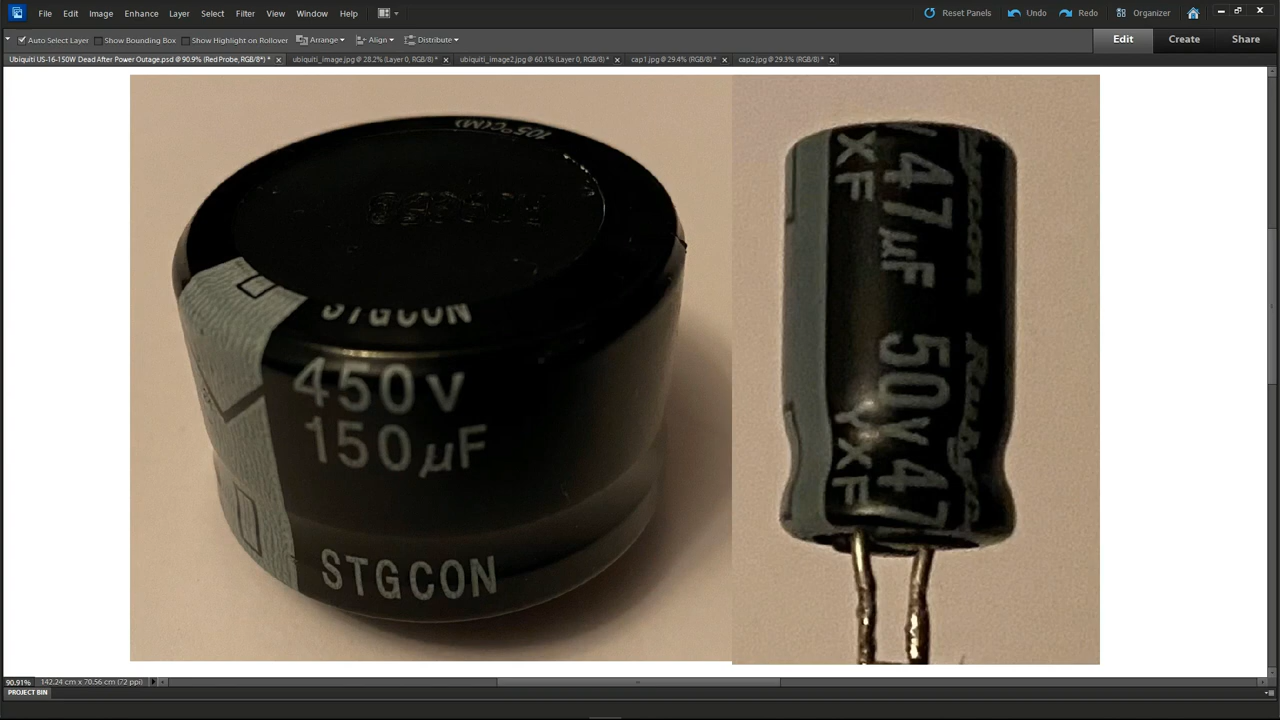 File Edit Image Enhance Layer Select Filter View Window Help
Reset Panels Undo Redo Organizer
Auto Select Layer Show Bounding Box Show Highlight on Rollover Arrange Align Distribute
Edit Create Share
Ubiquiti US-16-150W Dead After Power Outage.psd @ 90.9% (Red Probe, RGB/8*) *
ubiquiti_image.jpg @ 28.2% (Layer 0, RGB/8*) *
ubiquiti_image2.jpg @ 60.1% (Layer 0, RGB/8*) *
cap1.jpg @ 29.4% (RGB/8*) *
cap2.jpg @ 29.3% (RGB/8*) *
105°C(M)
STGCON
450V
150µF
STGCON
47µF 50V 47
YXF
Rubycon
90.91% 142.24 cm x 70.56 cm (72 ppi)
PROJECT BIN